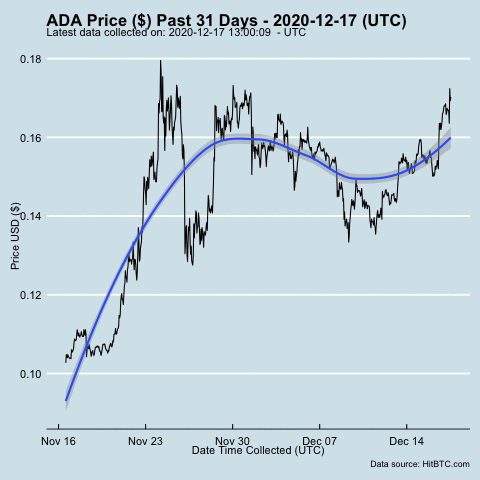 ADA Price ($) Past 31 Days - 2020-12-17 (UTC)
Latest data collected on: 2020-12-17 13:00:09  - UTC
0.18
0.16
0.14
0.12
0.10
Price USD ($)
Nov 16
Nov 23
Nov 30
Dec 07
Dec 14
Date Time Collected (UTC)
Data source: HitBTC.com